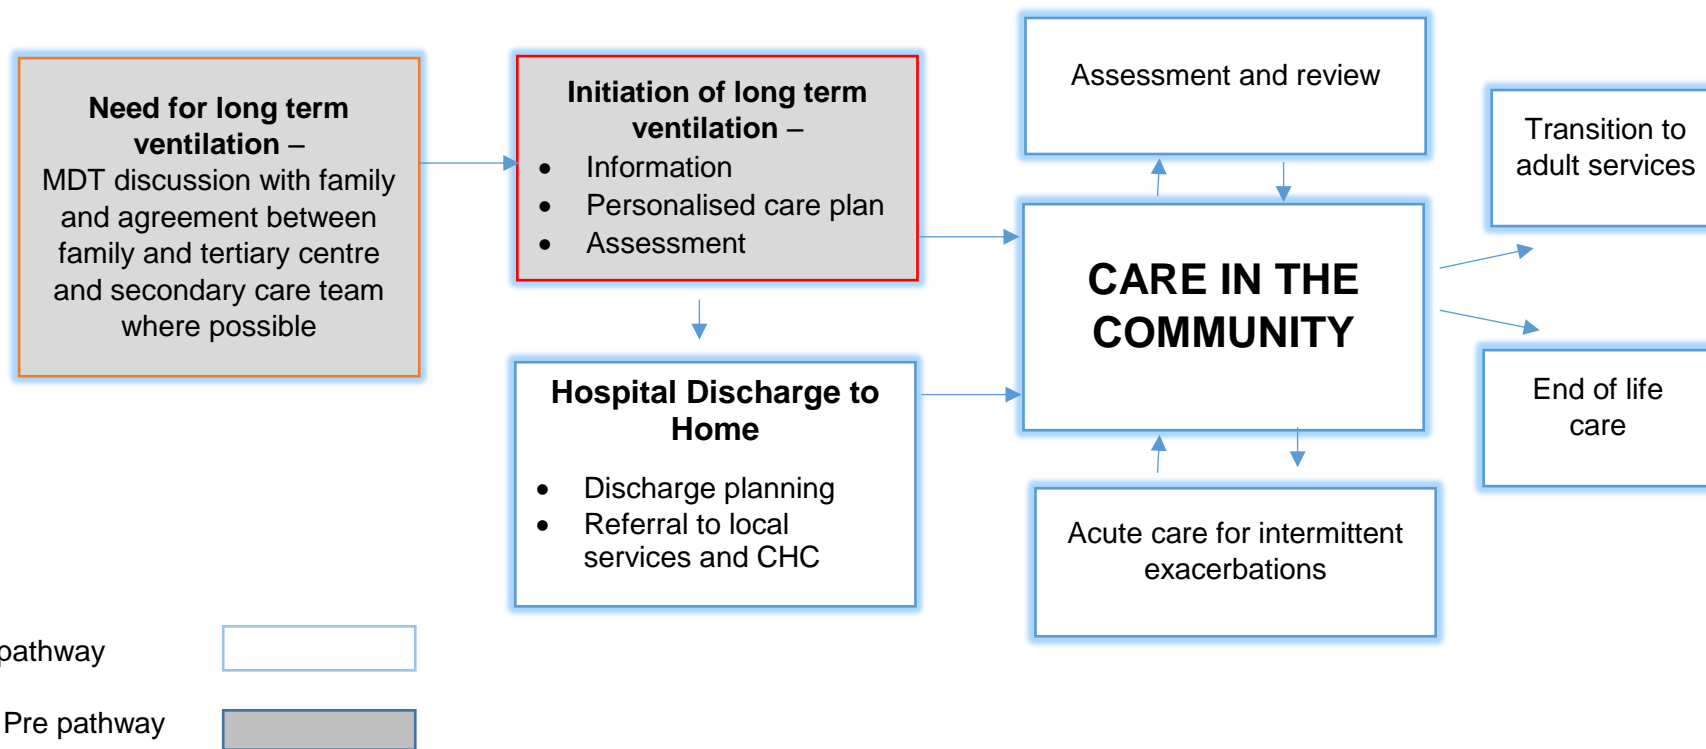 Need for long term
ventilation –
MDT discussion with family
and agreement between
family and tertiary centre
and secondary care team
where possible
Initiation of long term
ventilation –
• Information
• Personalised care plan
• Assessment
Hospital Discharge to
Home
• Discharge planning
• Referral to local
services and CHC
Assessment and review
CARE IN THE
COMMUNITY
Acute care for intermittent
exacerbations
Transition to
adult services
End of life
care
pathway
Pre pathway